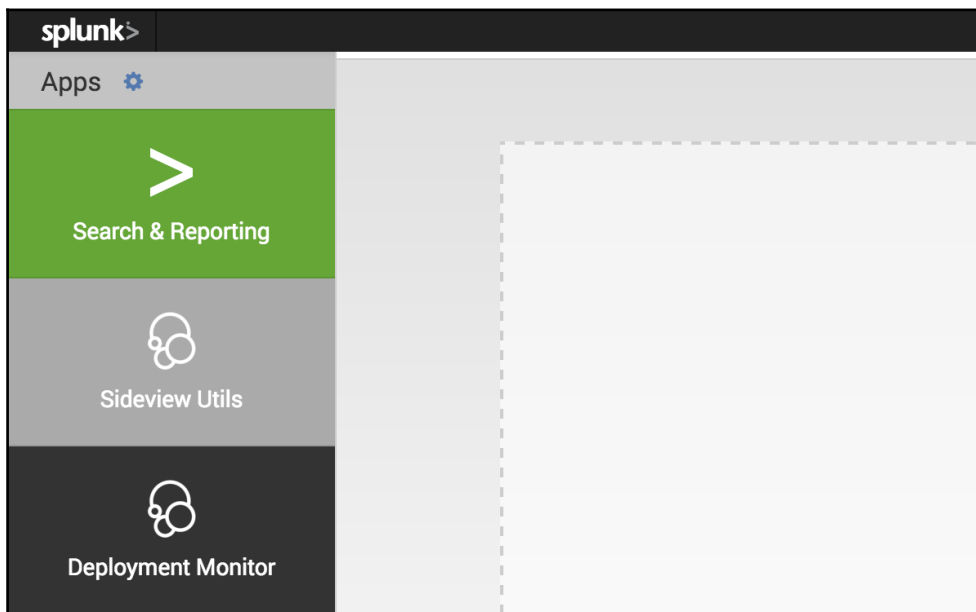 splunk>
Apps
>
Search & Reporting
Sideview Utils
Deployment Monitor